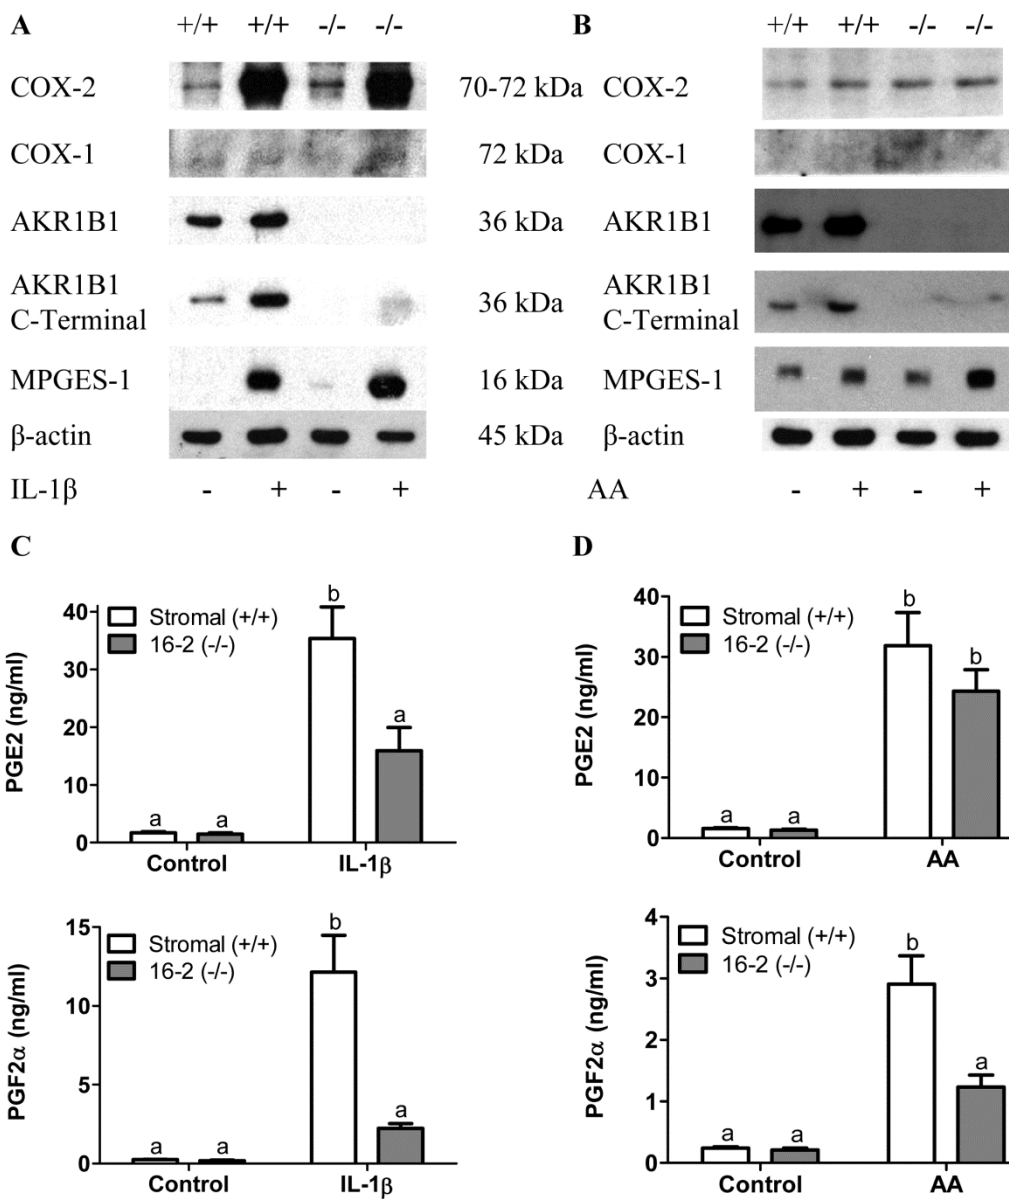 A +/+ +/+ -/- -/- B +/+ +/+ -/- -/-
COX-2 70-72 kDa COX-2
COX-1 72 kDa COX-1
AKR1B1 36 kDa AKR1B1
AKR1B1 C-Terminal 36 kDa AKR1B1 C-Terminal
MPGES-1 16 kDa MPGES-1
β-actin 45 kDa β-actin
IL-1β - + - + AA - + - +
C
Stromal (+/+)
16-2 (-/-)
PGE2 (ng/ml)
40
30
20
10
0
a a b a
Control IL-1β
Stromal (+/+)
16-2 (-/-)
PGF2α (ng/ml)
15
10
5
0
a a b a
Control IL-1β
D
Stromal (+/+)
16-2 (-/-)
PGE2 (ng/ml)
40
30
20
10
0
a a b b
Control AA
Stromal (+/+)
16-2 (-/-)
PGF2α (ng/ml)
4
3
2
1
0
a a b a
Control AA